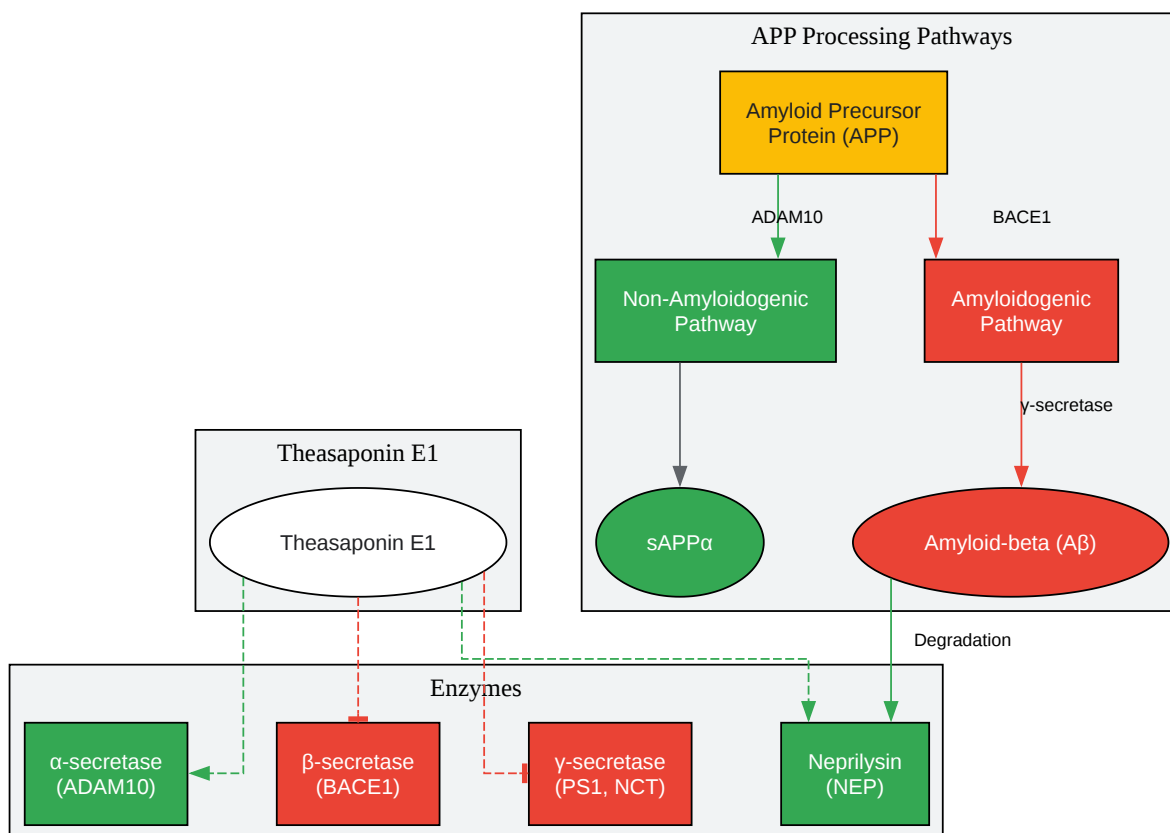 APP Processing Pathways
Amyloid Precursor
Protein (APP)
ADAM10
BACE1
Non-Amyloidogenic
Pathway
Amyloidogenic
Pathway
γ-secretase
Theasaponin E1
Theasaponin E1
sAPPα
Amyloid-beta (Aβ)
Degradation
Enzymes
α-secretase
(ADAM10)
β-secretase
(BACE1)
γ-secretase
(PS1, NCT)
Neprilysin
(NEP)